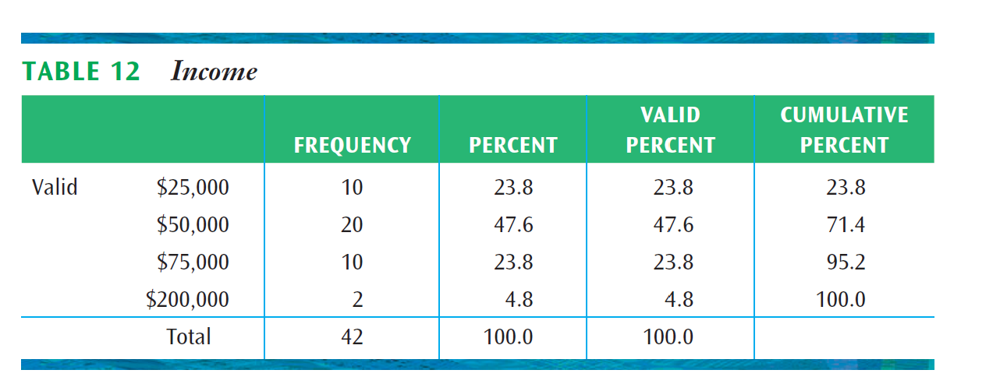 TABLE 12 Income
FREQUENCY PERCENT VALID PERCENT CUMULATIVE PERCENT
Valid $25,000 10 23.8 23.8 23.8
$50,000 20 47.6 47.6 71.4
$75,000 10 23.8 23.8 95.2
$200,000 2 4.8 4.8 100.0
Total 42 100.0 100.0